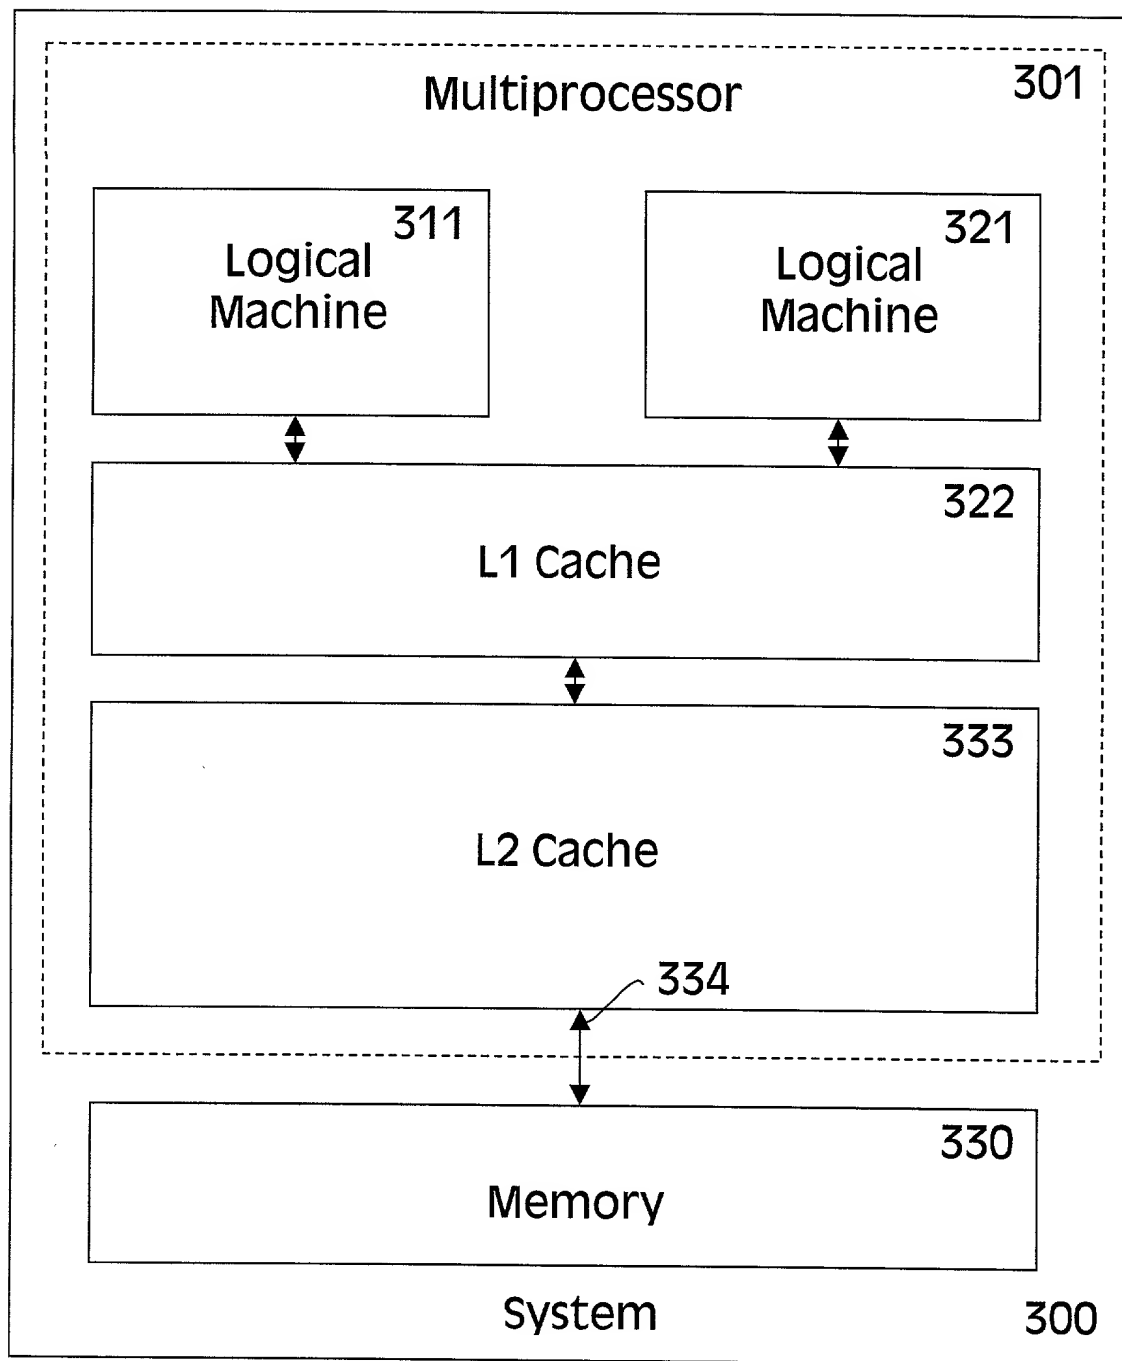 Multiprocessor
301
311
Logical
Machine
321
Logical
Machine
322
L1 Cache
333
L2 Cache
334
330
Memory
System
300